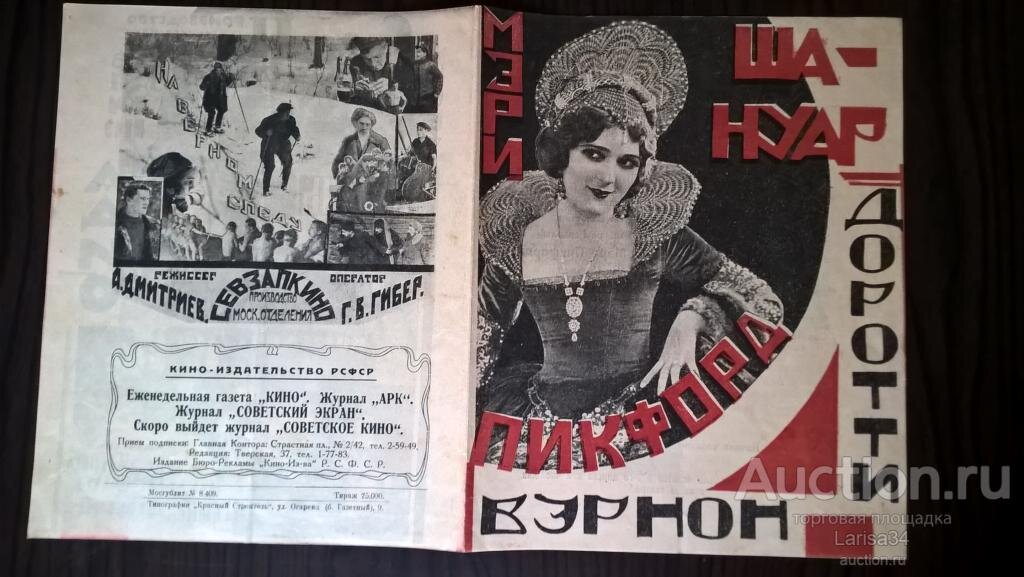 НА ВЕРНОМ СЛЕДУ
РЕЖИССЕР
А. ДМИТРИЕВ.
СЕВЗАПКИНО
ПРОИЗВОДСТВО
МОСК. ОТДЕЛЕНИЯ
ОПЕРАТОР
Г. В. ГИБЕР.
КИНО-ИЗДАТЕЛЬСТВО РСФСР
Еженедельная газета „КИНО". Журнал „АРК".
Журнал „СОВЕТСКИЙ ЭКРАН".
Скоро выйдет журнал „СОВЕТСКОЕ КИНО".
Прием подписки: Главная Контора: Страстная пл., № 2/42, тел. 2-59-49.
Редакция: Тверская, 37, тел. 1-77-83.
Издание Бюро-Рекламы „Кино-Из-ва" Р. С. Ф. С. Р.
Мосгублит № 8409. Тираж 25.000.
Типография „Красный Строитель", ул. Огарева (б. Газетный), 9.
МЭРИ
ПИКФОРД
ША-
НУАР
ДОРОТТИ
ВЭРНОН
Auction.ru
торговая площадка
Larisa34
auction.ru